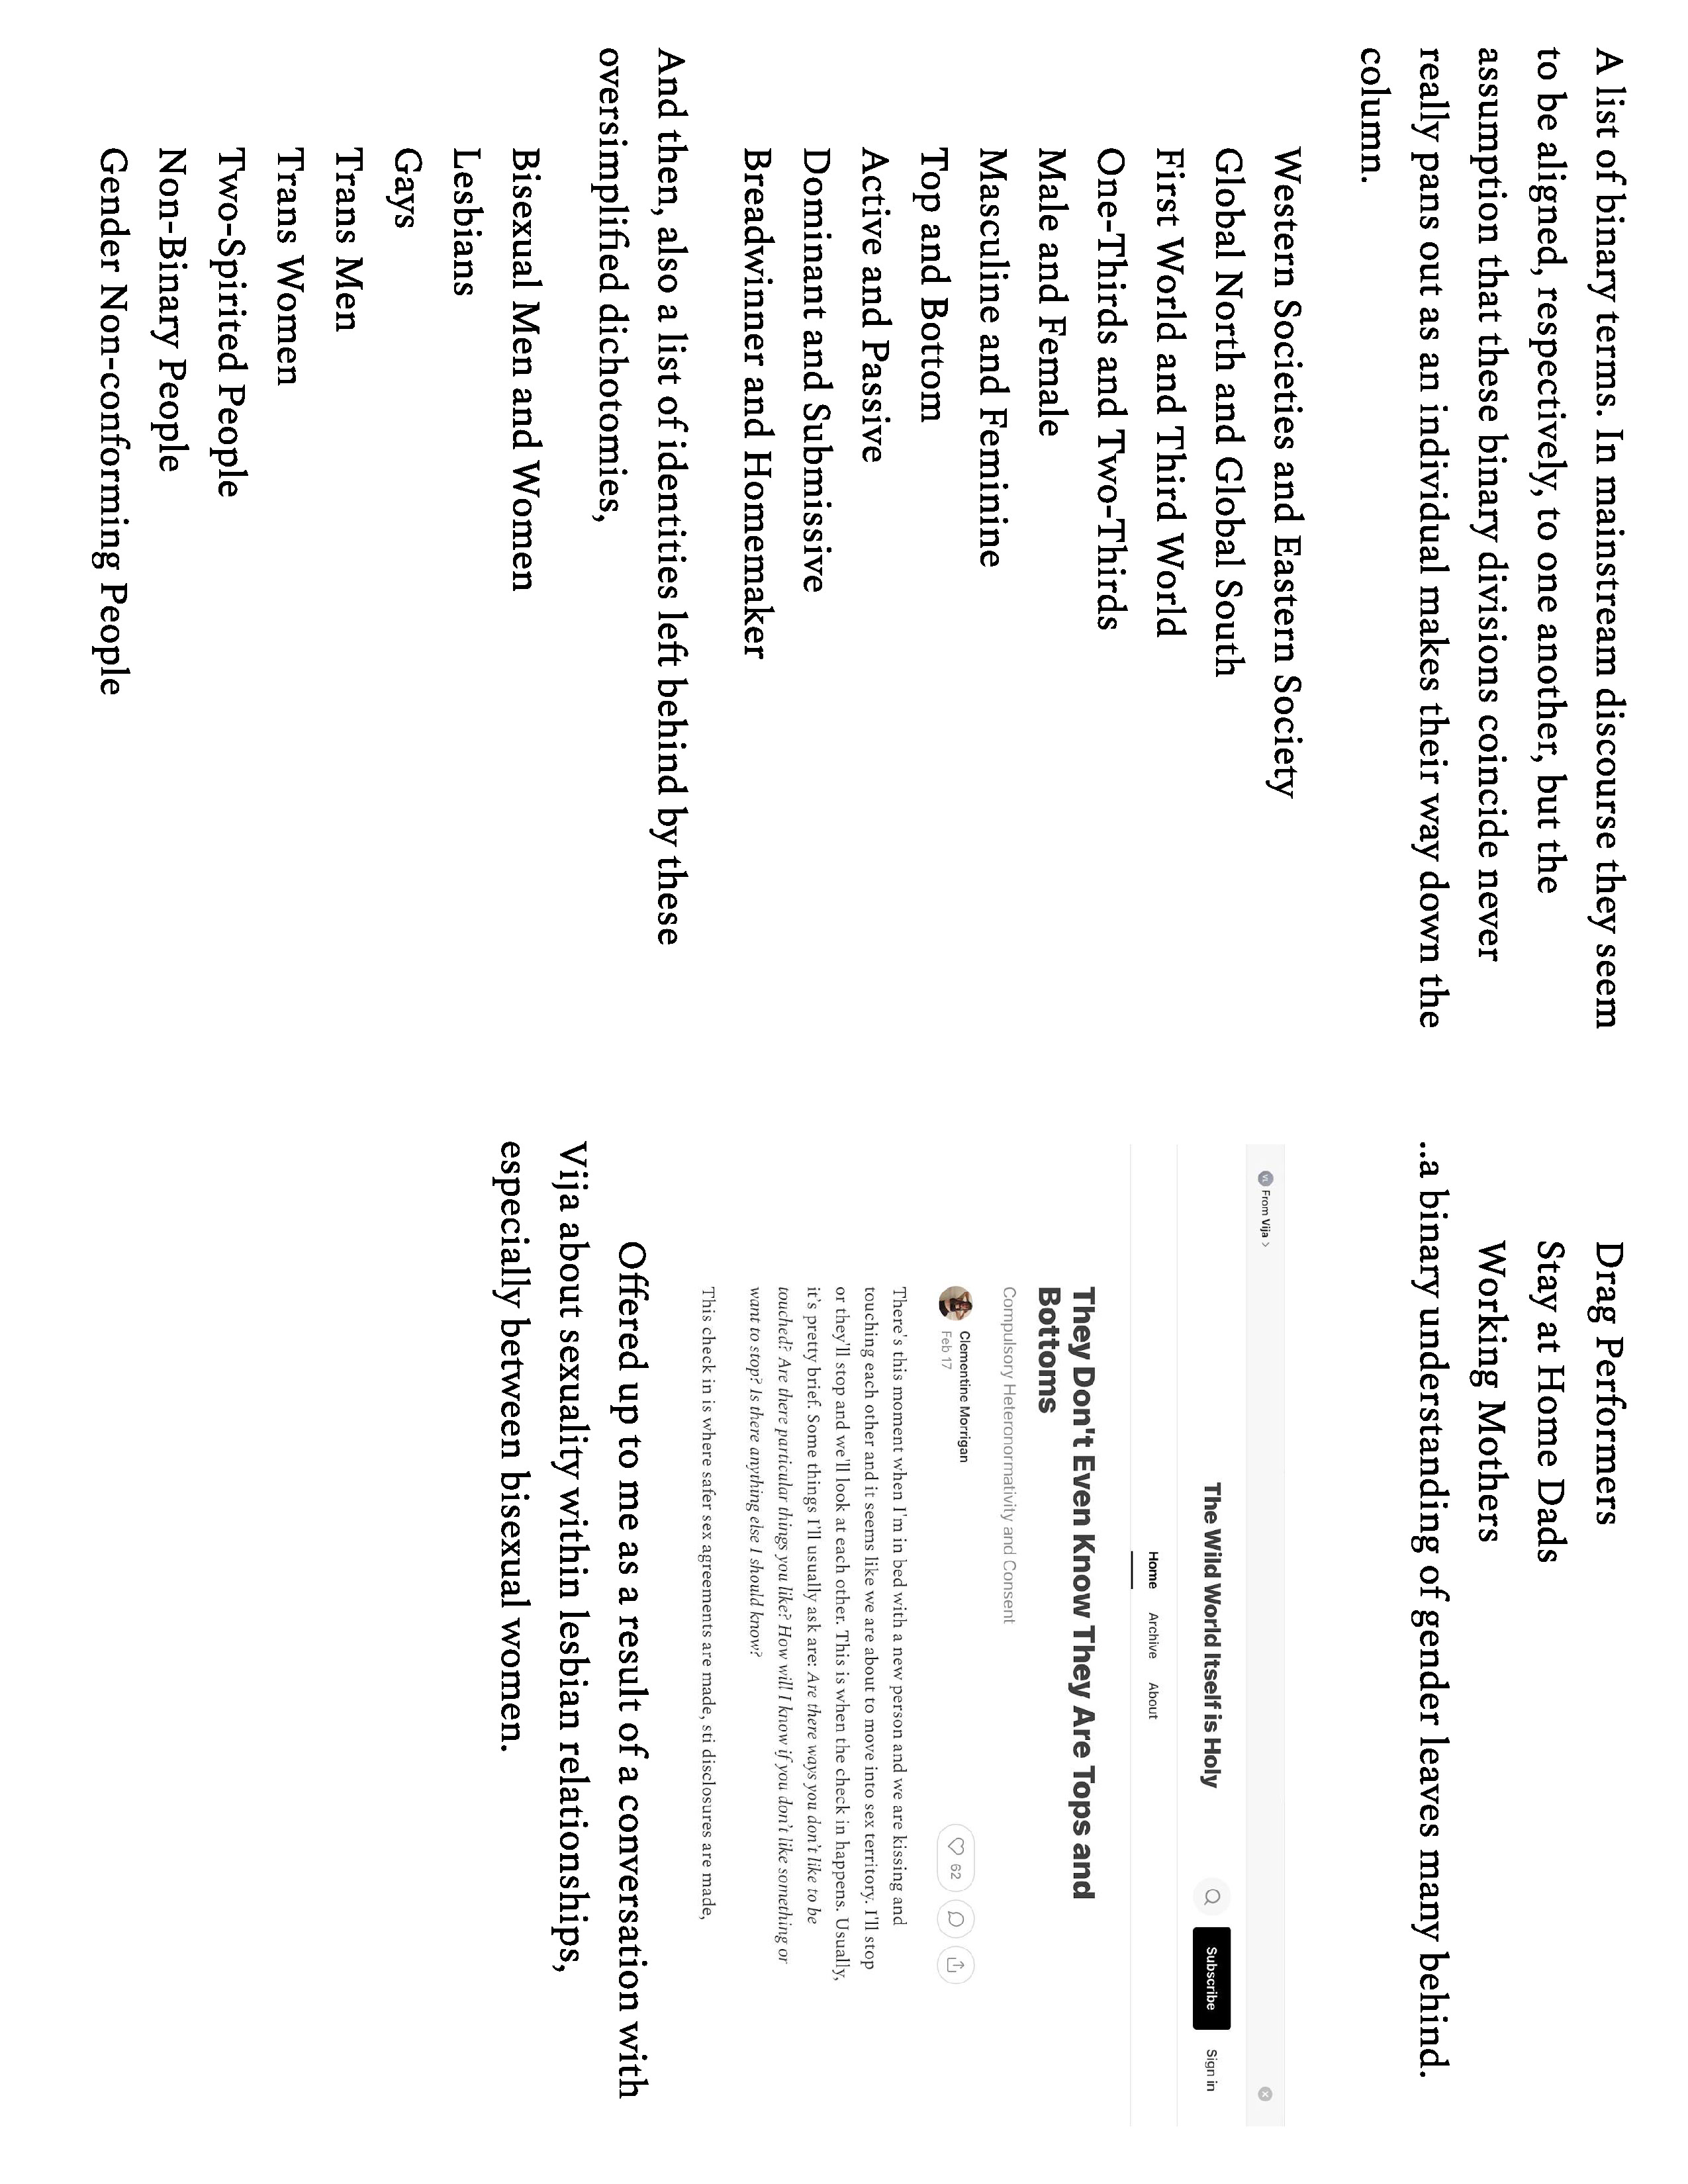 A list of binary terms. In mainstream discourse they seem
to be aligned, respectively, to one another, but the
assumption that these binary divisions coincide never
really pans out as an individual makes their way down the
column.
Western Societies and Eastern Society
Global North and Global South
First World and Third World
One-Thirds and Two-Thirds
Male and Female
Masculine and Feminine
Top and Bottom
Active and Passive
Dominant and Submissive
Breadwinner and Homemaker
And then, also a list of identities left behind by these
oversimplified dichotomies,
Bisexual Men and Women
Lesbians
Gays
Trans Men
Trans Women
Two-Spirited People
Non-Binary People
Gender Non-conforming People
Drag Performers
Stay at Home Dads
Working Mothers
..a binary understanding of gender leaves many behind.
VL From Vija >
The Wild World Itself is Holy
Subscribe
Sign in
Home Archive About
They Don't Even Know They Are Tops and
Bottoms
Compulsory Heteronormativity and Consent
Clementine Morrigan
Feb 17
62
There's this moment when I'm in bed with a new person and we are kissing and
touching each other and it seems like we are about to move into sex territory. I'll stop
or they'll stop and we'll look at each other. This is when the check in happens. Usually,
it's pretty brief. Some things I'll usually ask are: Are there ways you don't like to be
touched? Are there particular things you like? How will I know if you don't like something or
want to stop? Is there anything else I should know?
This check in is where safer sex agreements are made, sti disclosures are made,
Offered up to me as a result of a conversation with
Vija about sexuality within lesbian relationships,
especially between bisexual women.